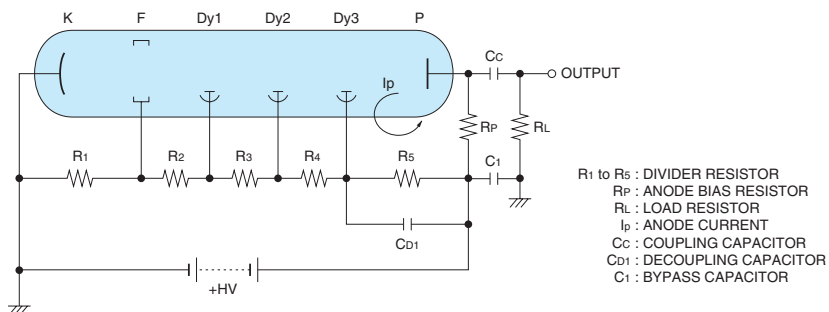 K F Dy1 Dy2 Dy3 P
Ip
CC
OUTPUT
RP RL
R1 R2 R3 R4 R5 C1
CD1
+HV
R1 to R5 : DIVIDER RESISTOR
RP : ANODE BIAS RESISTOR
RL : LOAD RESISTOR
Ip : ANODE CURRENT
CC : COUPLING CAPACITOR
CD1 : DECOUPLING CAPACITOR
C1 : BYPASS CAPACITOR